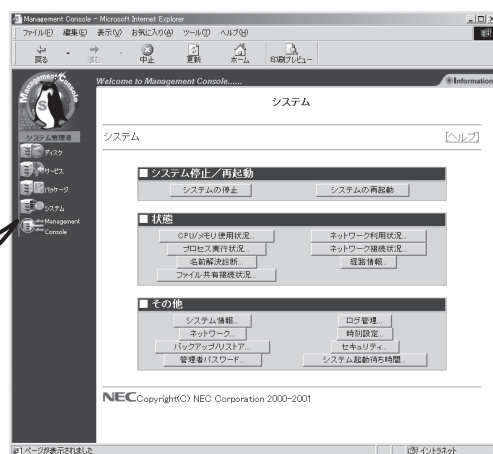 Management Console - Microsoft Internet Explorer
ファイル(F) 編集(E) 表示(V) お気に入り(A) ツール(T) ヘルプ(H)
戻る 進む 中止 更新 ホーム 印刷プレビュー
Management Console
Welcome to Management Console......
Information
システム
システム管理者
システム [ヘルプ]
ディスク
サービス
パッケージ
システム
Management Console
■ システム停止／再起動
システムの停止 システムの再起動
■ 状態
CPU/メモリ使用状況... ネットワーク利用状況...
プロセス実行状況... ネットワーク接続状況...
名前解決診断... 経路情報...
ファイル共有接続状況...
■ その他
システム情報... ログ管理...
ネットワーク... 時刻設定...
バックアップ/リストア... セキュリティ...
管理者パスワード... システム起動待ち時間...
NEC Copyright(C) NEC Corporation 2000-2001
ページが表示されました イントラネット